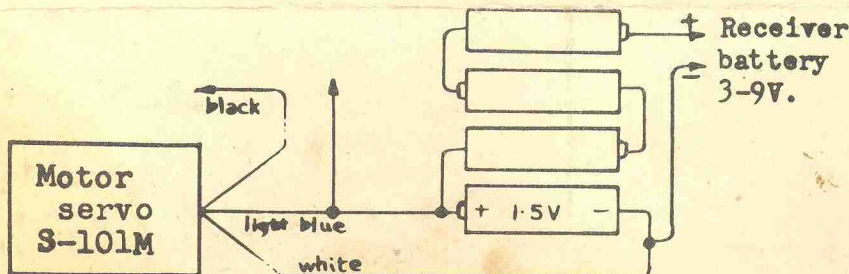 + Receiver
battery
- 3-9V.
black
Motor
servo
S-101M
light blue
+ 1.5V -
white